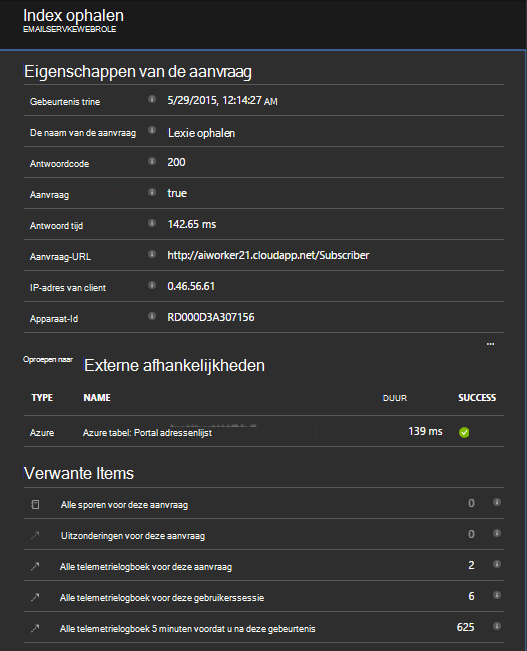 Index ophalen
EMAILSERVKEWEBROLE
Eigenschappen van de aanvraag
Gebeurtenis trine 5/29/2015, 12:14:27 AM
De naam van de aanvraag Lexie ophalen
Antwoordcode 200
Aanvraag true
Antwoord tijd 142.65 ms
Aanvraag-URL http://aiworker21.cloudapp.net/Subscriber
IP-adres van client 0.46.56.61
Apparaat-Id RD000D3A307156
...
Oproepen naar Externe afhankelijkheden
TYPE NAME DUUR SUCCESS
Azure Azure tabel: Portal adressenlijst 139 ms
Verwante Items
Alle sporen voor deze aanvraag 0
Uitzonderingen voor deze aanvraag 0
Alle telemetrielogboek voor deze aanvraag 2
Alle telemetrielogboek voor deze gebruikerssessie 6
Alle telemetrielogboek 5 minuten voordat u na deze gebeurtenis 625